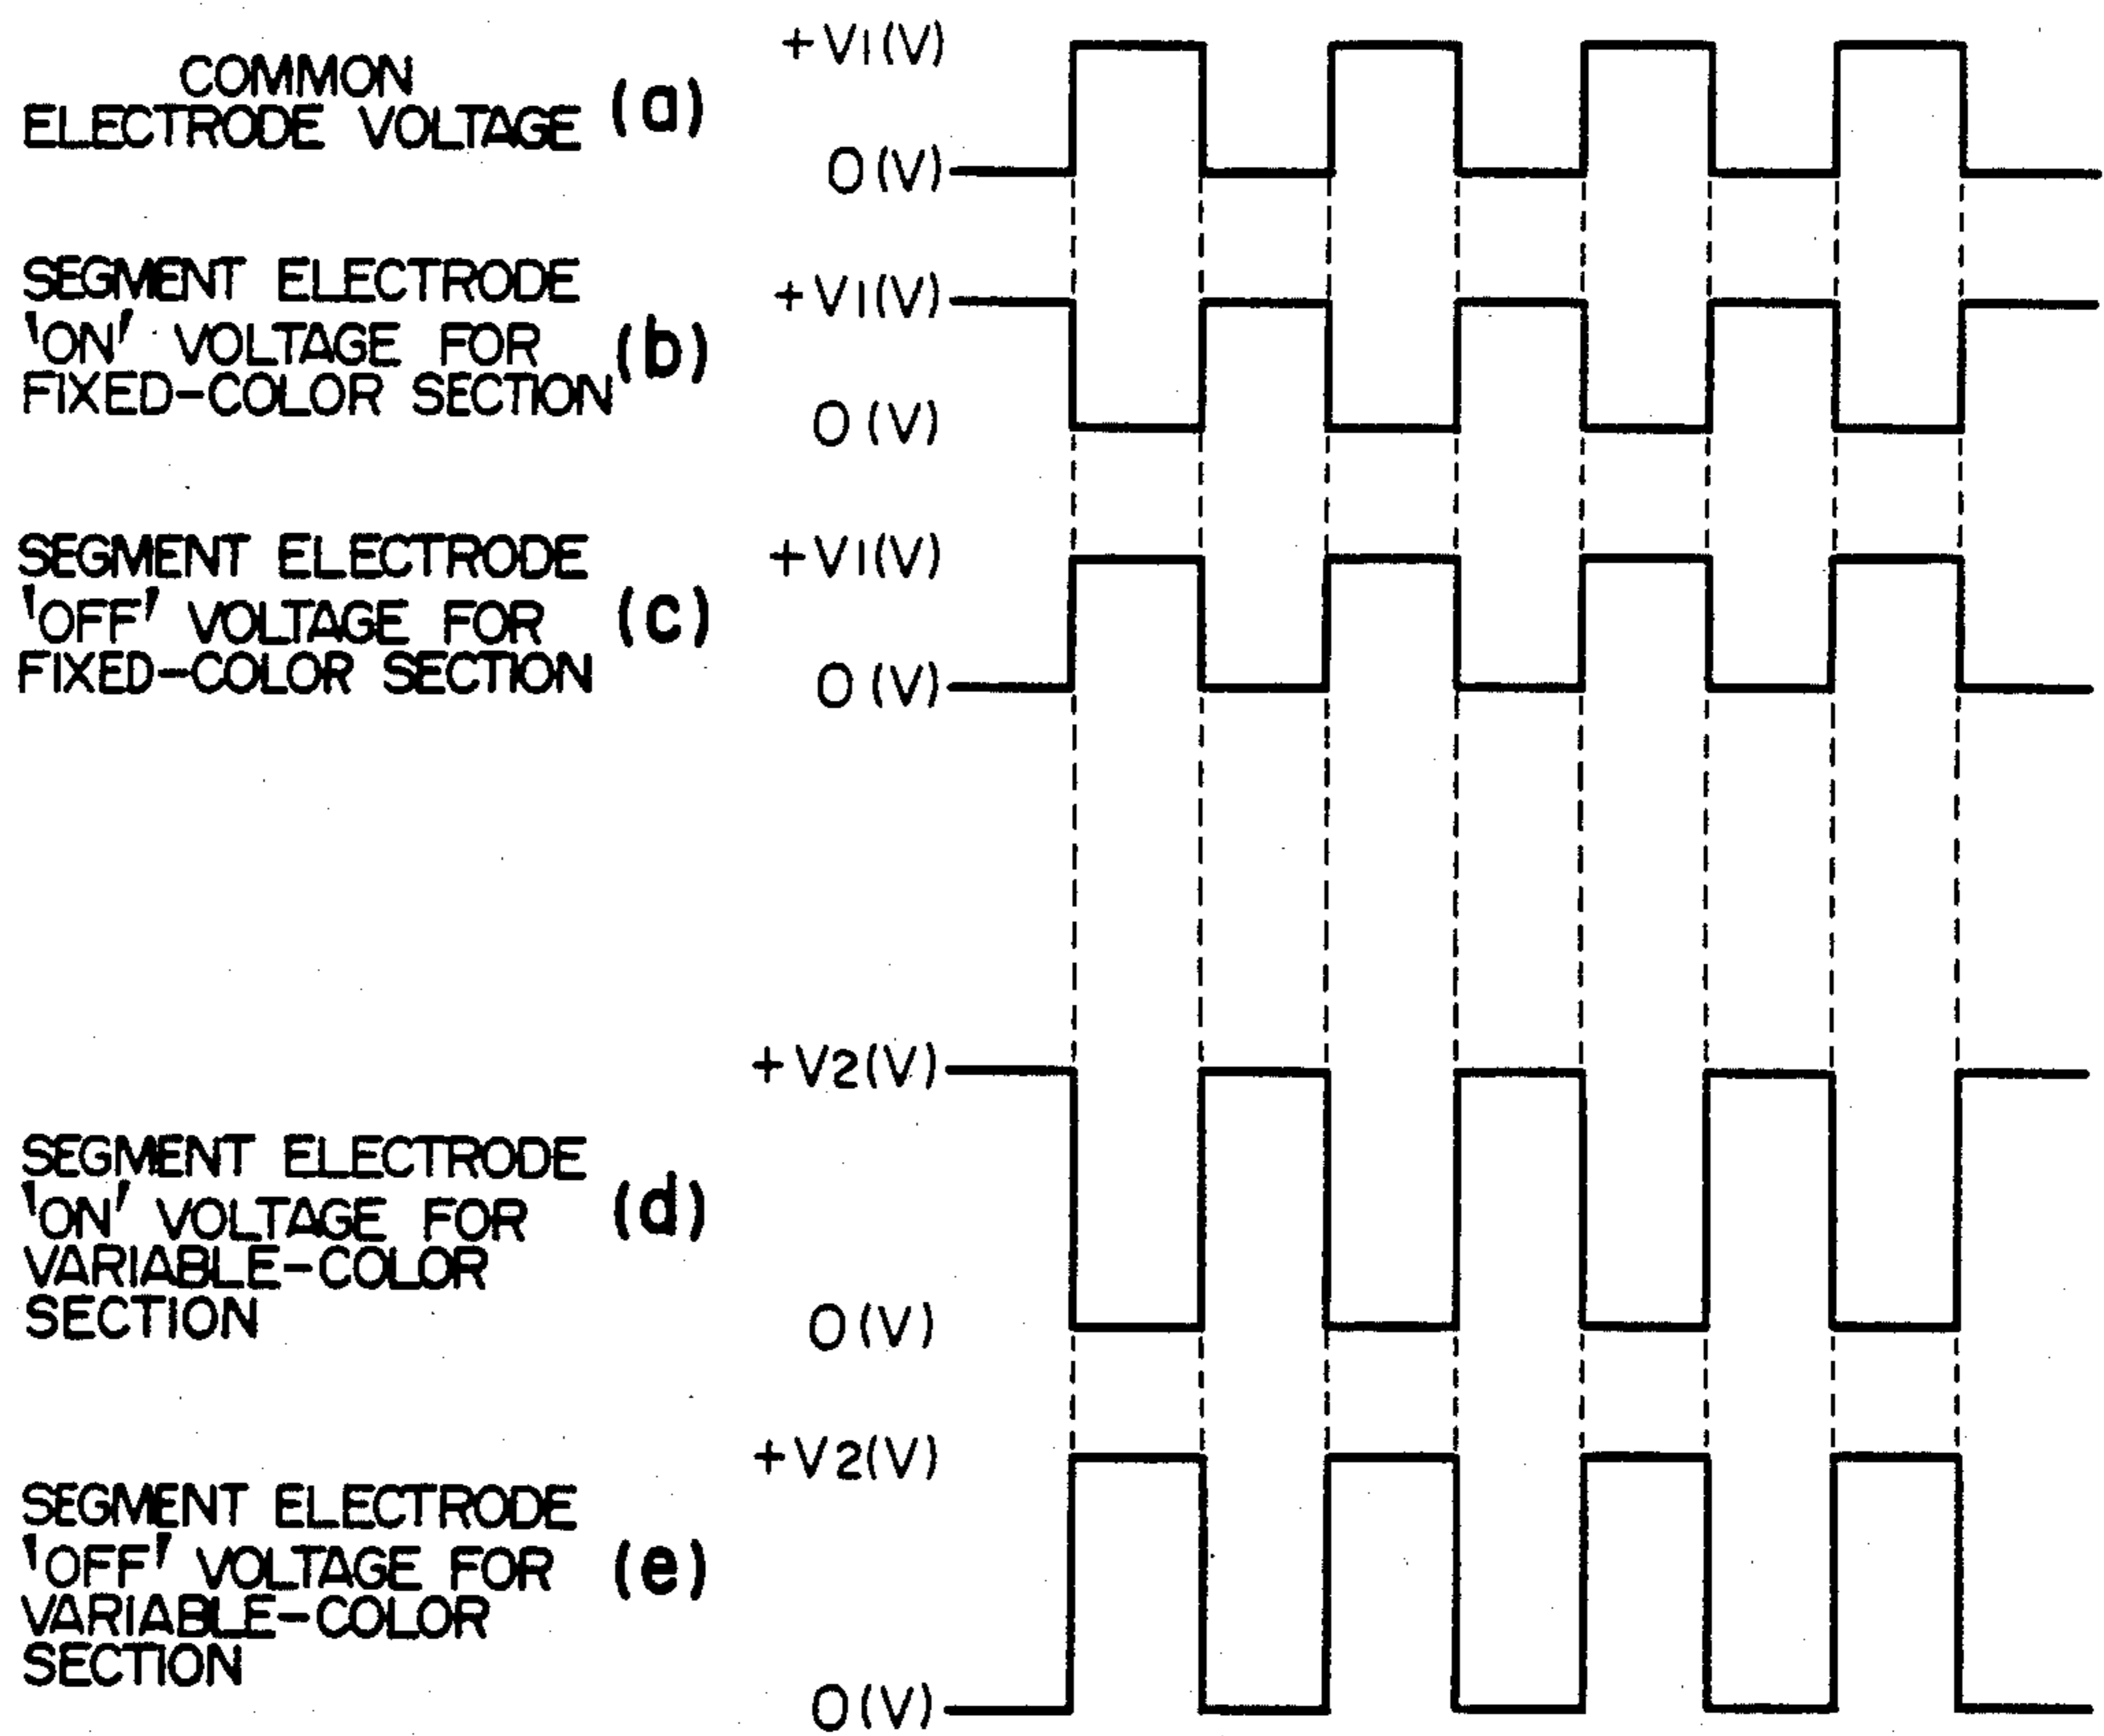 COMMON
ELECTRODE VOLTAGE (a)
+V1(V)
0(V)
SEGMENT ELECTRODE
'ON' VOLTAGE FOR
FIXED-COLOR SECTION
(b)
+V1(V)
0(V)
SEGMENT ELECTRODE
'OFF' VOLTAGE FOR
FIXED-COLOR SECTION
(c)
+V1(V)
0(V)
SEGMENT ELECTRODE
'ON' VOLTAGE FOR
VARIABLE-COLOR
SECTION
(d)
+V2(V)
0(V)
SEGMENT ELECTRODE
'OFF' VOLTAGE FOR
VARIABLE-COLOR
SECTION
(e)
+V2(V)
0(V)